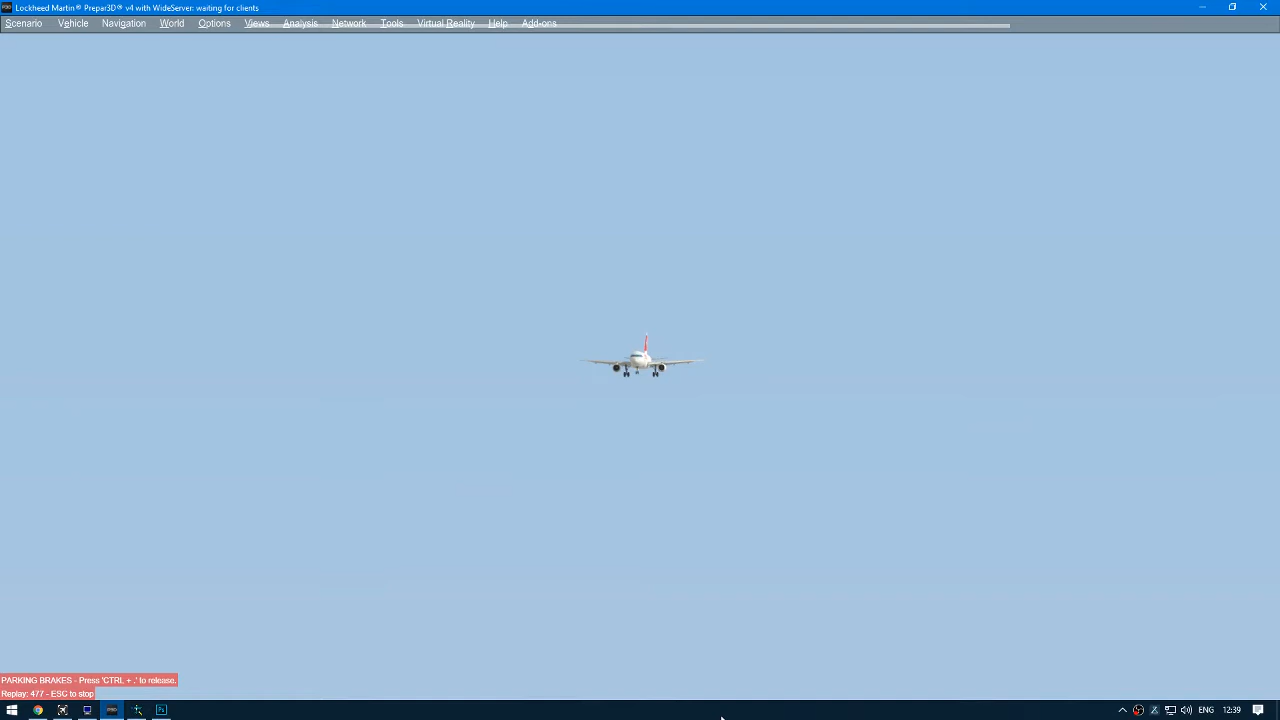 Lockheed Martin® Prepar3D® v4 with WideServer: waiting for clients
Scenario Vehicle Navigation World Options Views Analysis Network Tools Virtual Reality Help Add-ons
PARKING BRAKES - Press 'CTRL + .' to release.
Replay: 477 - ESC to stop
Ps ENG 12:39